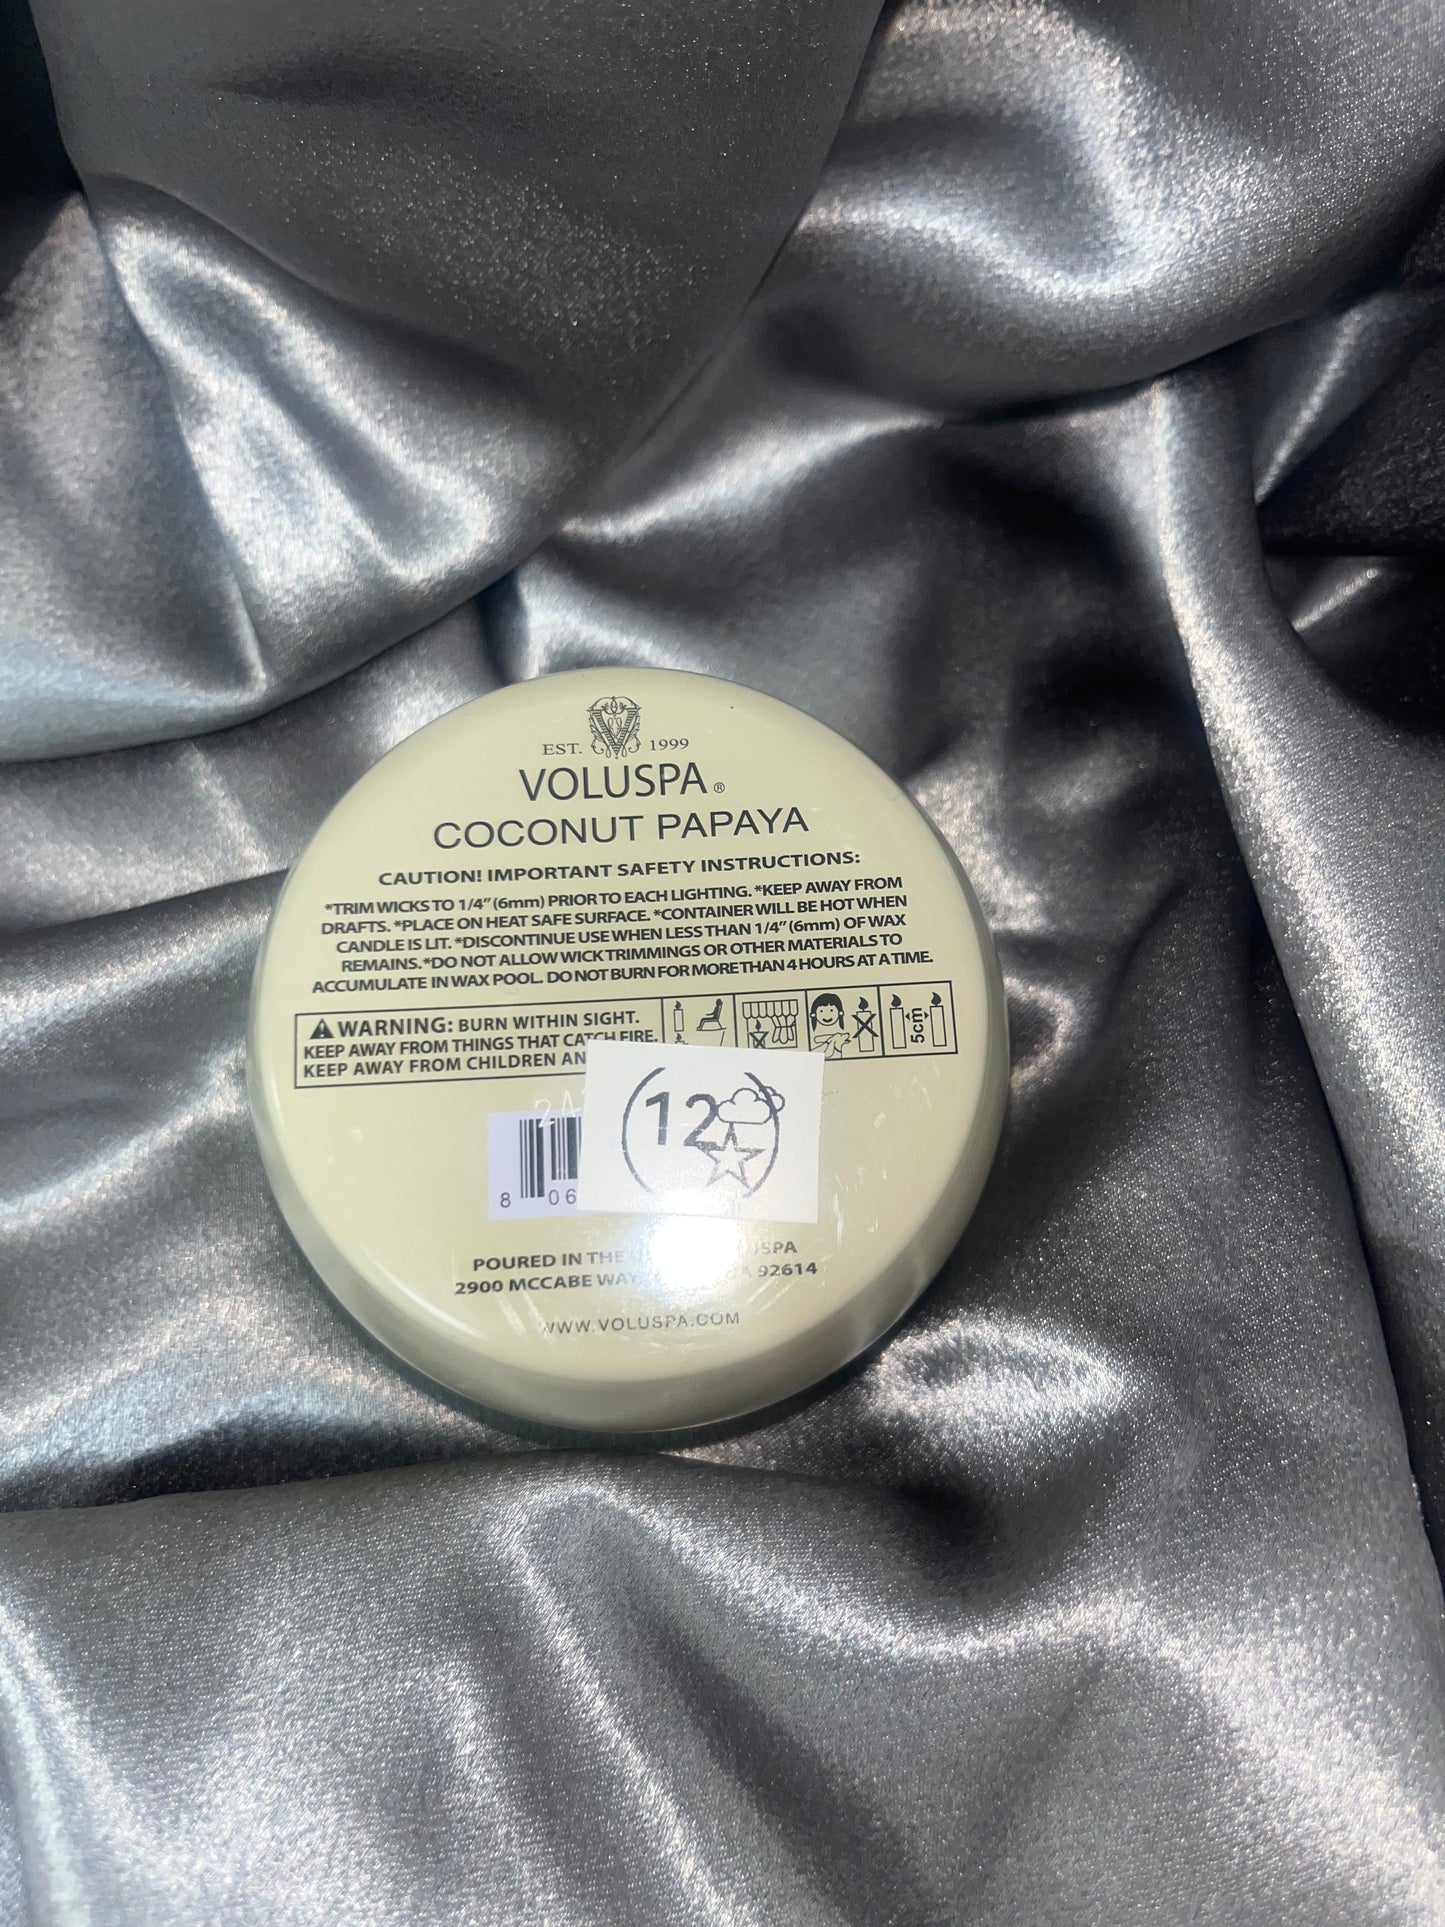 EST. 1999
VOLUSPA®
COCONUT PAPAYA
CAUTION! IMPORTANT SAFETY INSTRUCTIONS:
*TRIM WICKS TO 1/4" (6mm) PRIOR TO EACH LIGHTING. *KEEP AWAY FROM
DRAFTS. *PLACE ON HEAT SAFE SURFACE. *CONTAINER WILL BE HOT WHEN
CANDLE IS LIT. *DISCONTINUE USE WHEN LESS THAN 1/4" (6mm) OF WAX
REMAINS. *DO NOT ALLOW WICK TRIMMINGS OR OTHER MATERIALS TO
ACCUMULATE IN WAX POOL. DO NOT BURN FOR MORE THAN 4 HOURS AT A TIME.
WARNING: BURN WITHIN SIGHT.
KEEP AWAY FROM THINGS THAT CATCH FIRE.
KEEP AWAY FROM CHILDREN
5cm
(12)
8 06
POURED IN THE
2900 MCCABE WAY 92614
WWW.VOLUSPA.COM